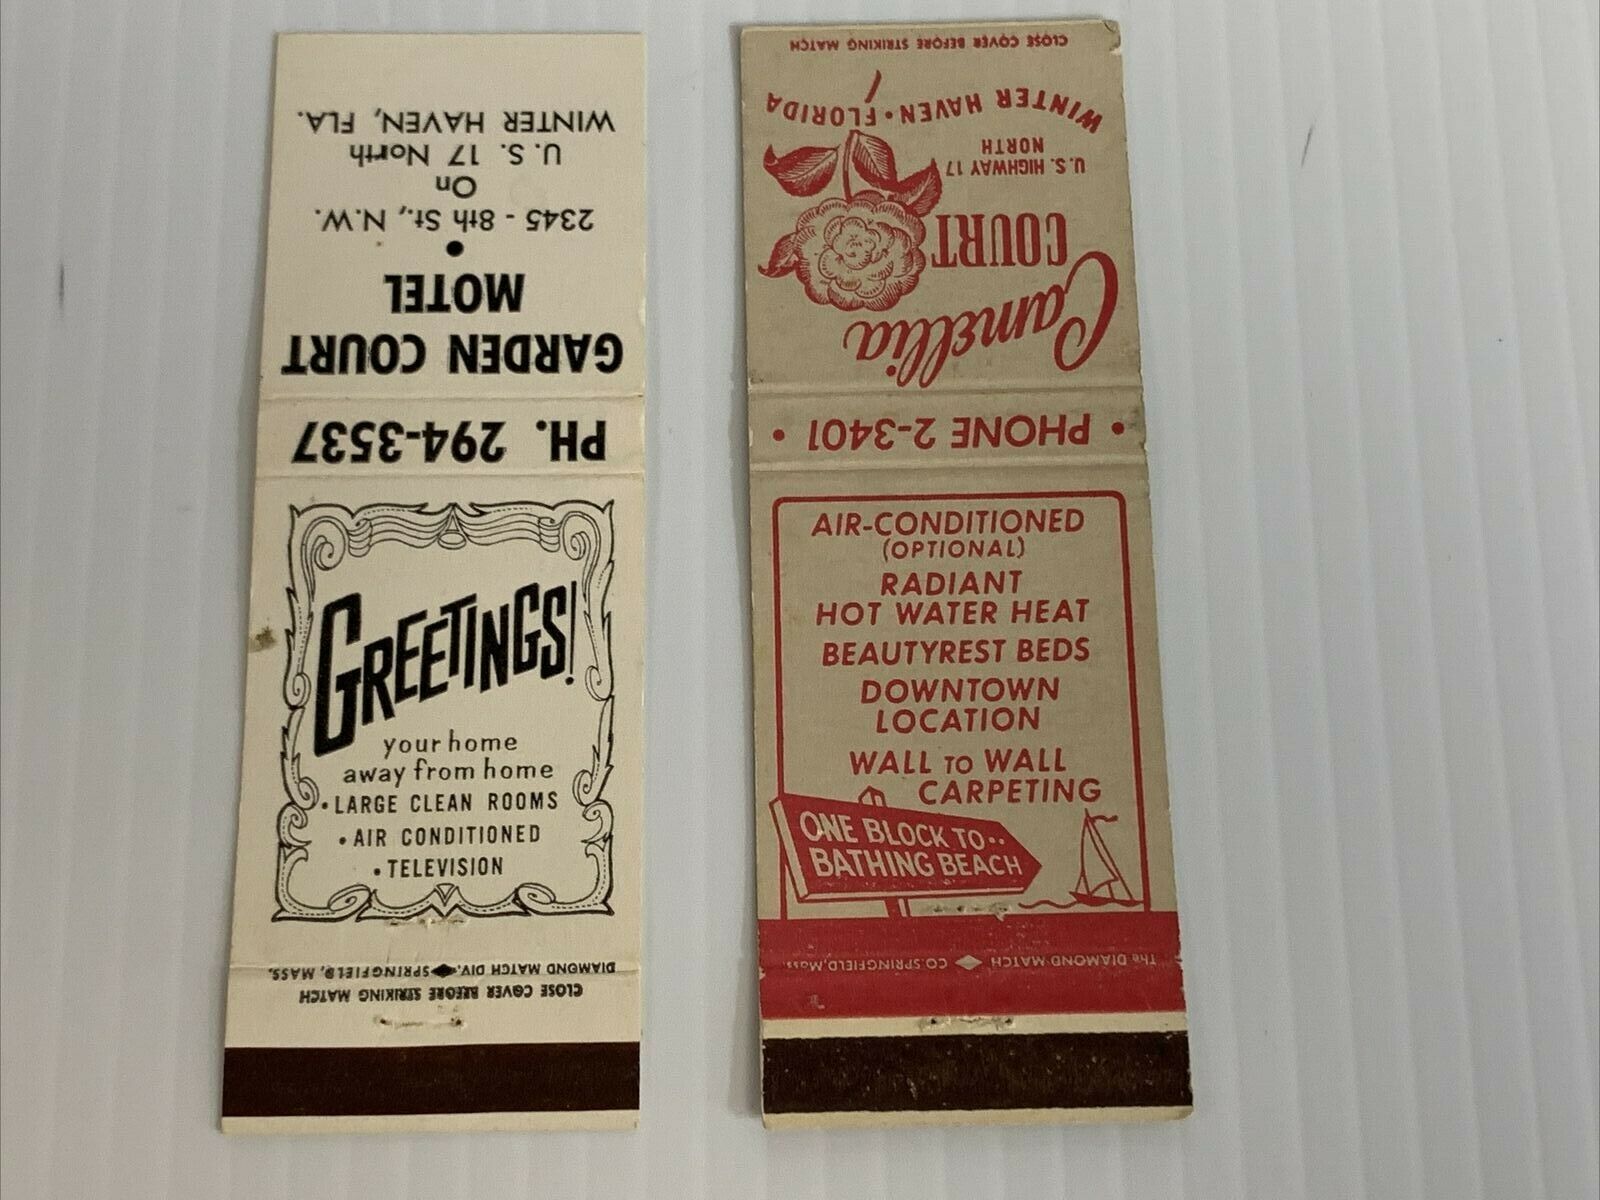 WINTER HAVEN, FLA.
U. S. 17 North
On
2345 - 8th St., N.W.
•
MOTEL
GARDEN COURT
PH. 294-3537
GREETINGS!
your home
away from home
• LARGE CLEAN ROOMS
• AIR CONDITIONED
• TELEVISION
DIAMOND MATCH DIV. SPRINGFIELD, MASS.
CLOSE COVER BEFORE STRIKING MATCH
CLOSE COVER BEFORE STRIKING MATCH
WINTER HAVEN • FLORIDA
NORTH
U. S. HIGHWAY 17
COURT
Camellia
• PHONE 2-3401 •
AIR-CONDITIONED
(OPTIONAL)
RADIANT
HOT WATER HEAT
BEAUTYREST BEDS
DOWNTOWN
LOCATION
WALL TO WALL
CARPETING
ONE BLOCK TO..
BATHING BEACH
The DIAMOND MATCH CO. SPRINGFIELD, Mass